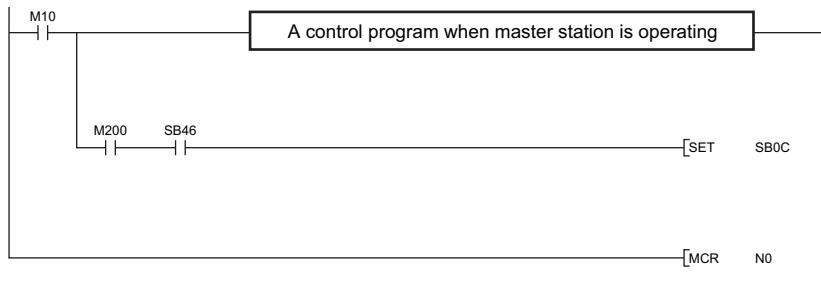 M10
A control program when master station is operating
M200 SB46
SET SB0C
MCR N0